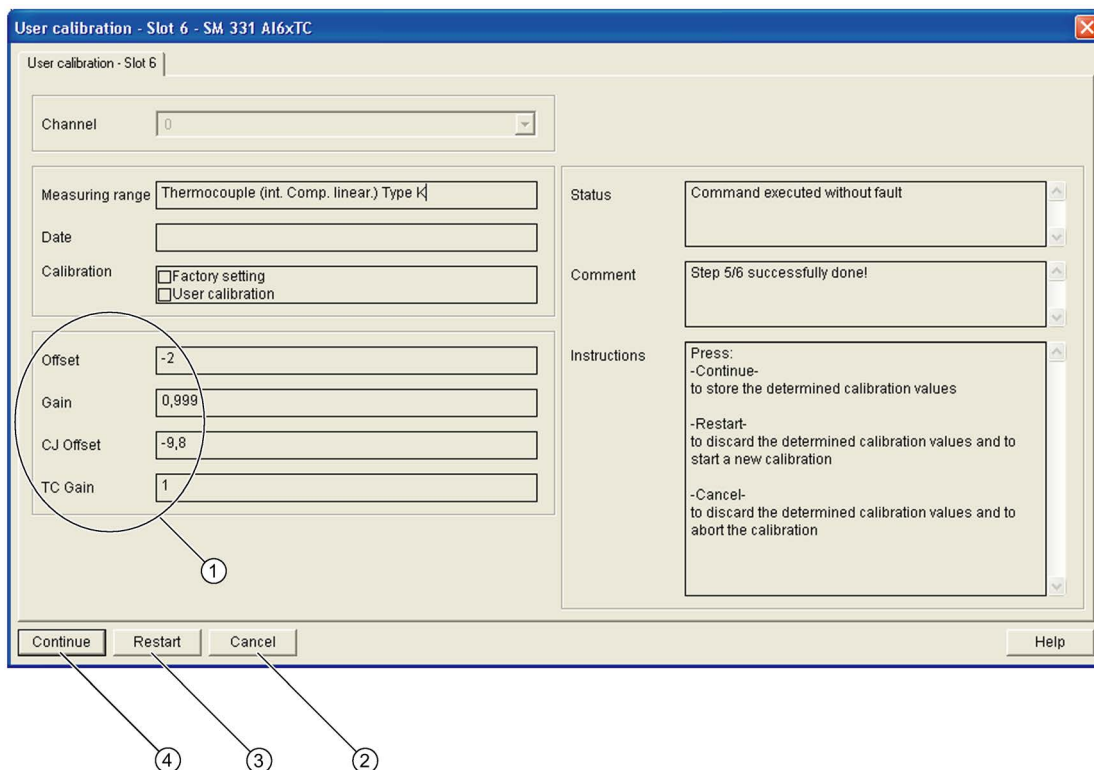 User calibration - Slot 6 - SM 331 AI6xTC
User calibration - Slot 6
Channel
0
Measuring range
Thermocouple (int. Comp. linear.) Type K
Date
Calibration
Factory setting
User calibration
Offset
-2
Gain
0,999
CJ Offset
-9,8
TC Gain
1
Status
Command executed without fault
Comment
Step 5/6 successfully done!
Instructions
Press:
-Continue-
to store the determined calibration values
-Restart-
to discard the determined calibration values and to
start a new calibration
-Cancel-
to discard the determined calibration values and to
abort the calibration
1
Continue
Restart
Cancel
Help
4
3
2